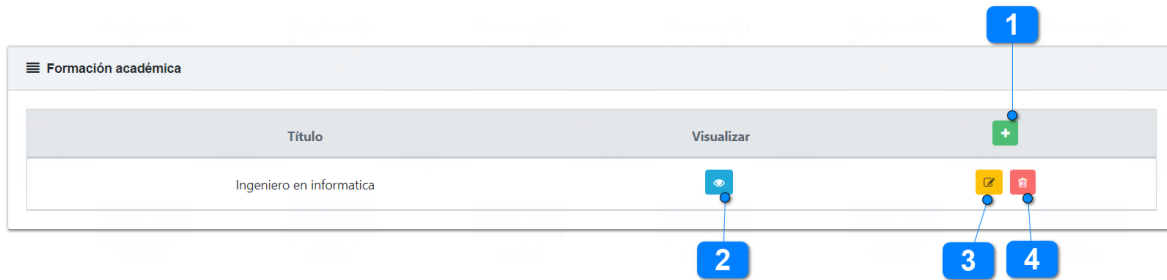 1
Formación académica
Título Visualizar
Ingeniero en informatica
2 3 4